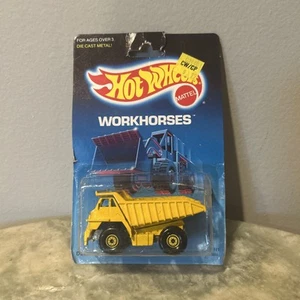 FOR AGES OVER 3
DIE CAST METAL!
HOT WHEELS
CW/CP
MATTEL
WORKHORSES®